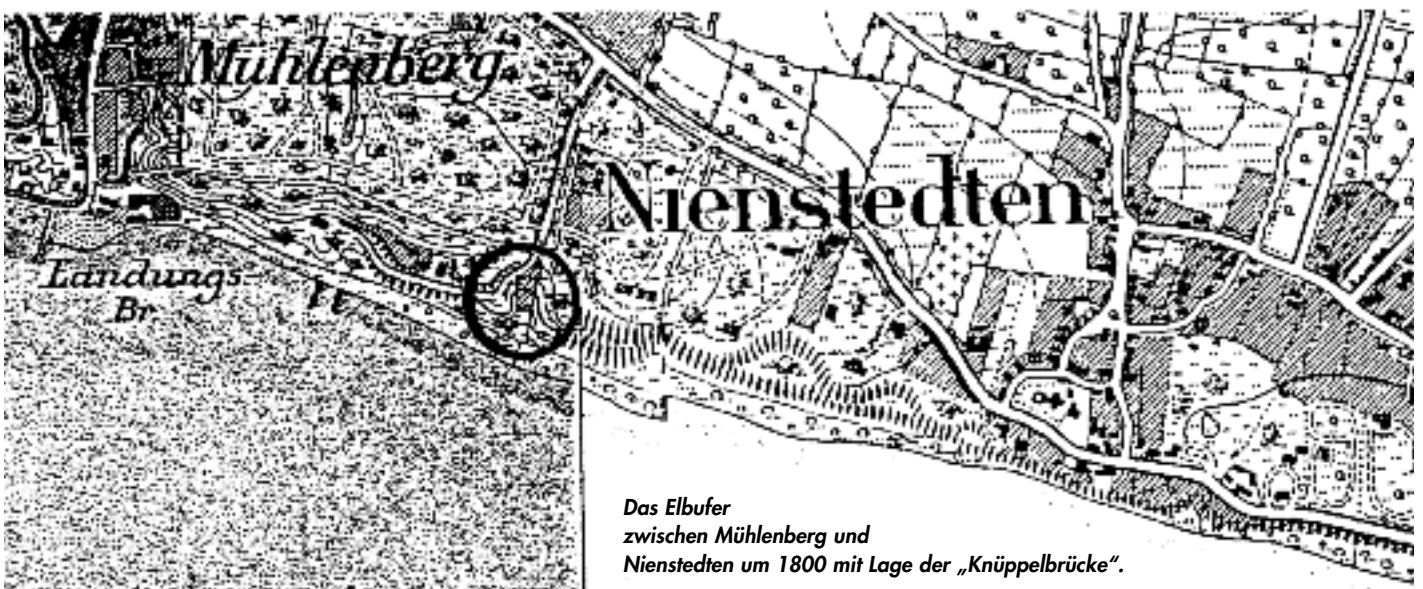 Mühlenberg
Nienstedten
Landungs-
Br.
Das Elbufer
zwischen Mühlenberg und
Nienstedten um 1800 mit Lage der „Knüppelbrücke“.